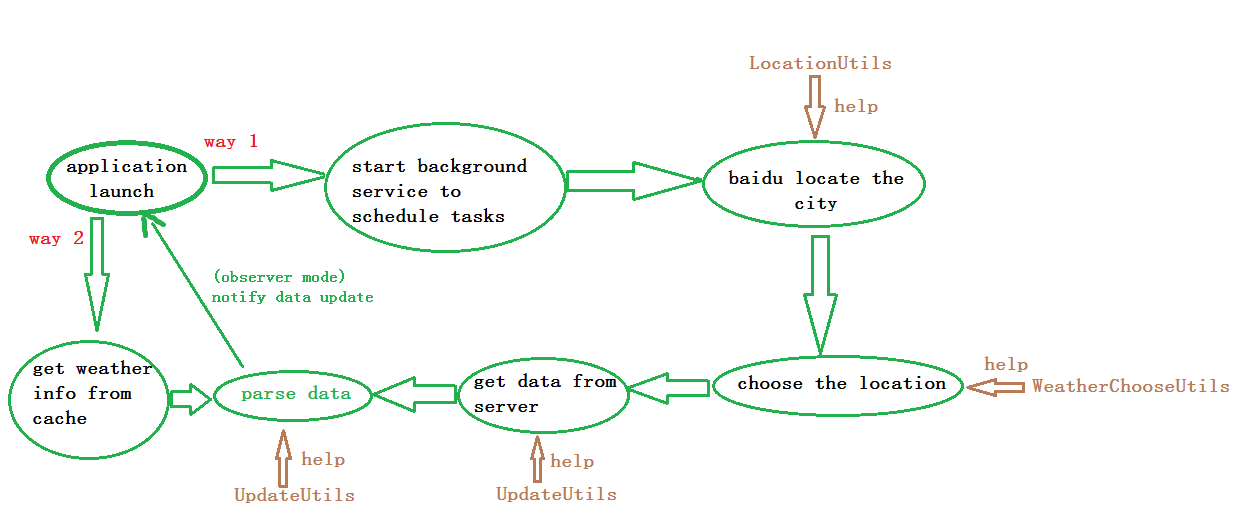 LocationUtils
help
way 1
application
launch
start background
service to
schedule tasks
baidu locate the
city
way 2
(observer mode)
notify data update
get weather
info from
cache
parse data
get data from
server
choose the location
help
WeatherChooseUtils
help
UpdateUtils
help
UpdateUtils